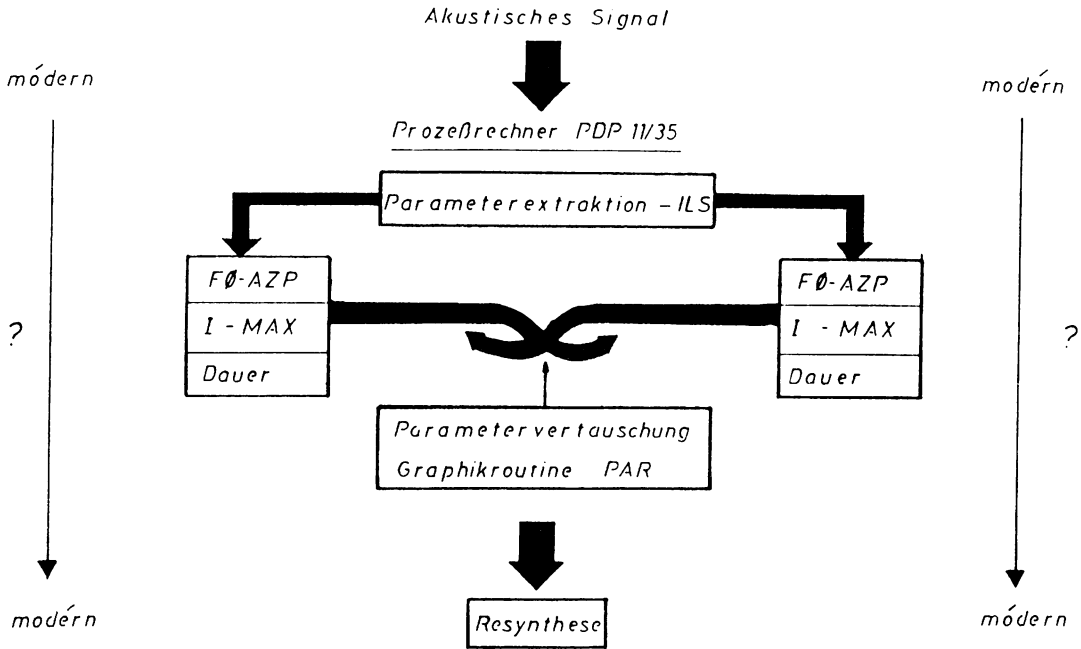 Akustisches Signal
módern
modérn
Prozeßrechner PDP 11/35
Parameterextraktion – ILS
FØ-AZP
I - MAX
Dauer
FØ-AZP
I - MAX
Dauer
?
?
Parametervertauschung
Graphikroutine PAR
Resynthese
modérn
módern